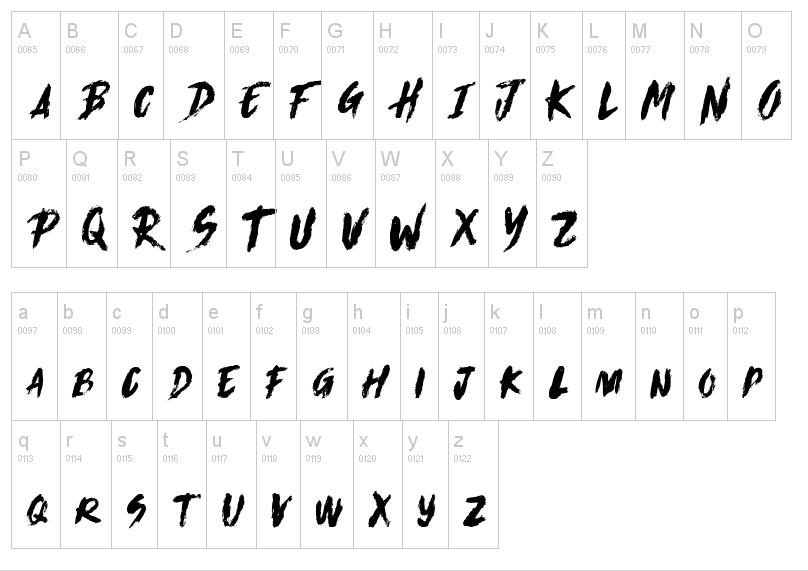 A B C D E F G H I J K L M N O
0065 0066 0067 0068 0069 0070 0071 0072 0073 0074 0075 0076 0077 0078 0079
A B C D E F G H I J K L M N O
P Q R S T U V W X Y Z
0080 0081 0082 0083 0084 0085 0086 0087 0088 0089 0090
P Q R S T U V W X Y Z
a b c d e f g h i j k l m n o p
0097 0098 0099 0100 0101 0102 0103 0104 0105 0106 0107 0108 0109 0110 0111 0112
A B C D E F G H I J K L M N O P
q r s t u v w x y z
0113 0114 0115 0116 0117 0118 0119 0120 0121 0122
Q R S T U V W X Y Z